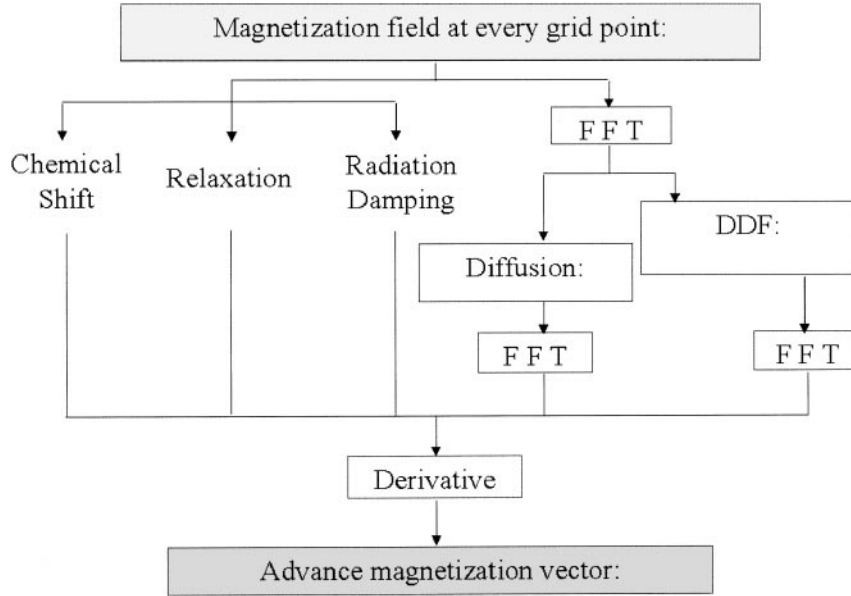 Magnetization field at every grid point:
F F T
Chemical
Shift
Relaxation
Radiation
Damping
DDF:
Diffusion:
F F T
F F T
Derivative
Advance magnetization vector: